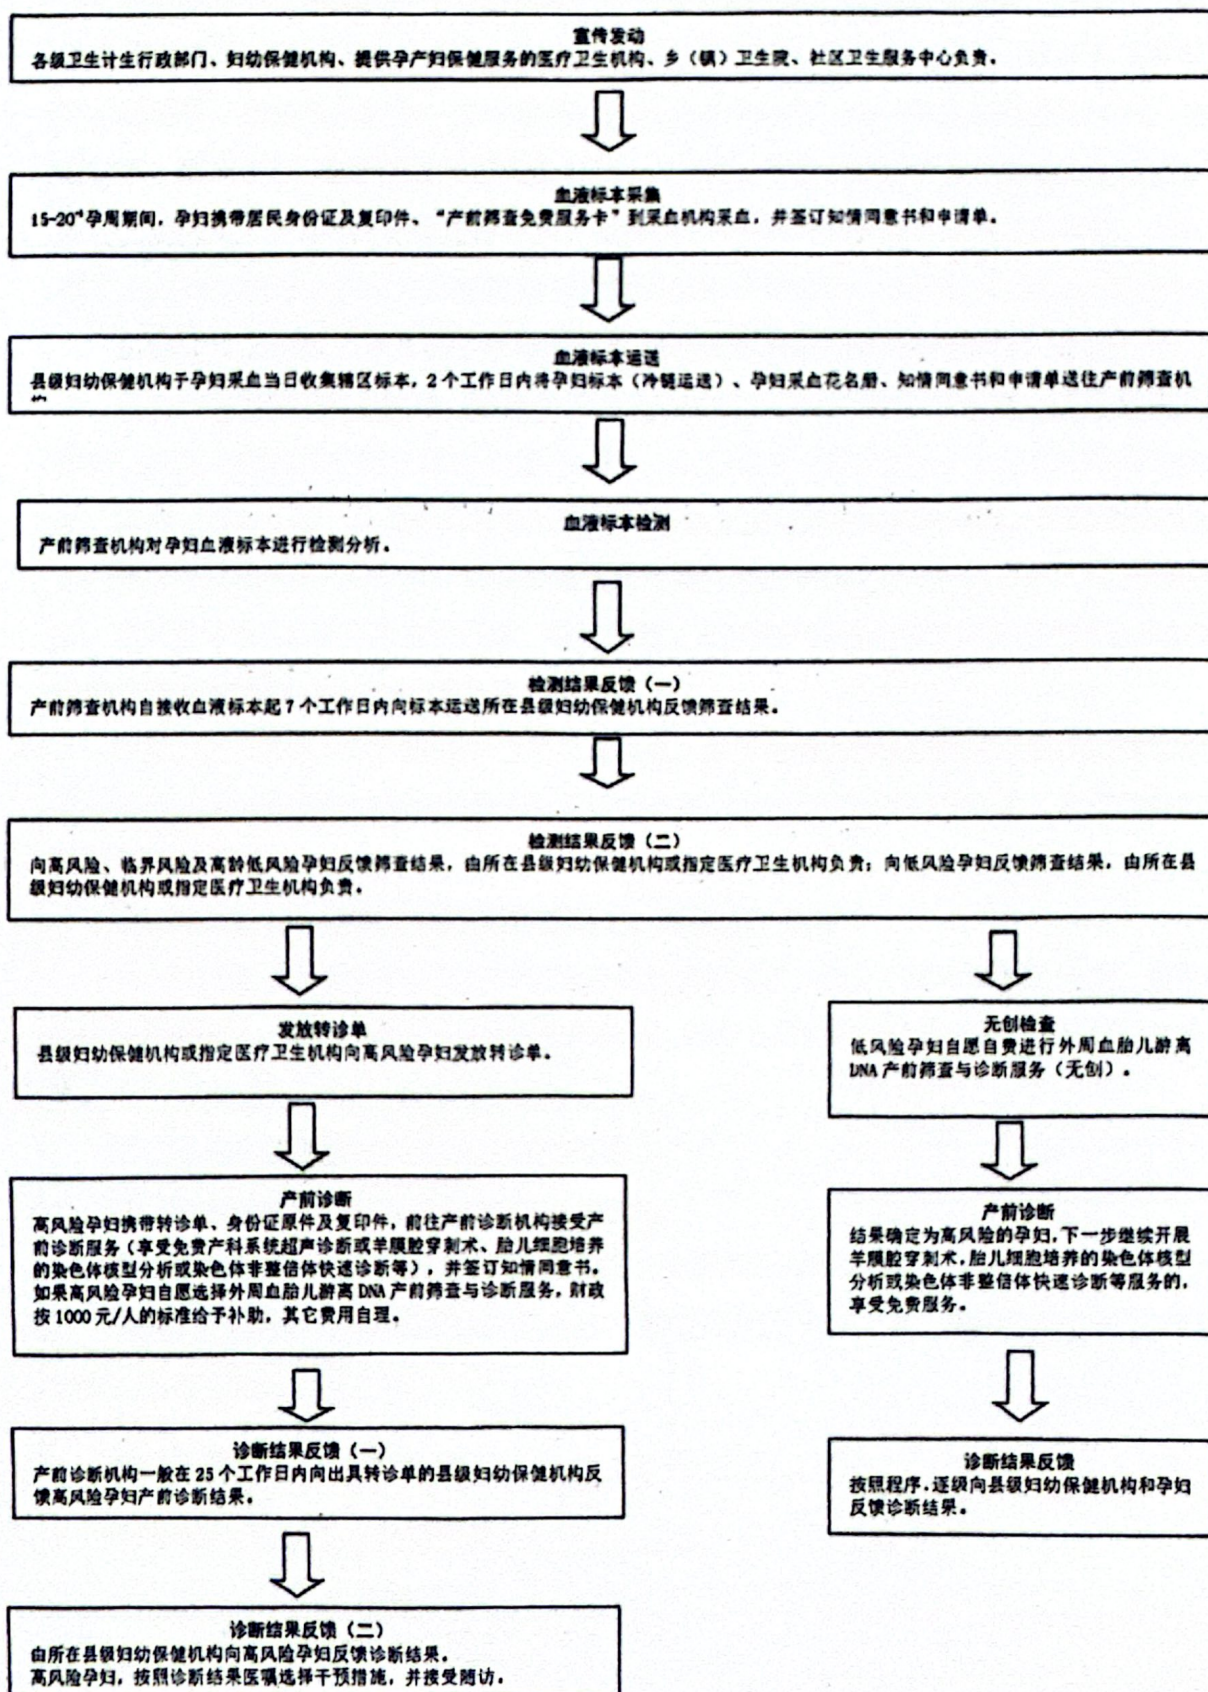 宣传发动
各级卫生计生行政部门、妇幼保健机构、提供孕产妇保健服务的医疗卫生机构、乡（镇）卫生院、社区卫生服务中心负责。
血液标本采集
15-20⁺⁶孕周期间，孕妇携带居民身份证及复印件、“产前筛查免费服务卡”到采血机构采血，并签订知情同意书和申请单。
血液标本运送
县级妇幼保健机构于孕妇采血当日收集辖区标本，2个工作日内将孕妇标本（冷链运送）、孕妇采血花名册、知情同意书和申请单送往产前筛查机
血液标本检测
产前筛查机构对孕妇血液标本进行检测分析。
检测结果反馈（一）
产前筛查机构自接收血液标本起7个工作日内向标本运送所在县级妇幼保健机构反馈筛查结果。
检测结果反馈（二）
向高风险、临界风险及高龄低风险孕妇反馈筛查结果，由所在县级妇幼保健机构或指定医疗卫生机构负责；向低风险孕妇反馈筛查结果，由所在县
级妇幼保健机构或指定医疗卫生机构负责。
发放转诊单
县级妇幼保健机构或指定医疗卫生机构向高风险孕妇发放转诊单。
产前诊断
高风险孕妇携带转诊单、身份证原件及复印件，前往产前诊断机构接受产
前诊断服务（享受免费产科系统超声诊断或羊膜腔穿刺术、胎儿细胞培养
的染色体核型分析或染色体非整倍体快速诊断等），并签订知情同意书。
如果高风险孕妇自愿选择外周血胎儿游离DNA产前筛查与诊断服务，财政
按1000元/人的标准给予补助，其它费用自理。
诊断结果反馈（一）
产前诊断机构一般在25个工作日内向出具转诊单的县级妇幼保健机构反
馈高风险孕妇产前诊断结果。
诊断结果反馈（二）
由所在县级妇幼保健机构向高风险孕妇反馈诊断结果。
高风险孕妇，按照诊断结果医嘱选择干预措施，并接受随访。
无创检查
低风险孕妇自愿自费进行外周血胎儿游离
DNA产前筛查与诊断服务（无创）。
产前诊断
结果确定为高风险的孕妇，下一步继续开展
羊膜腔穿刺术，胎儿细胞培养的染色体核型
分析或染色体非整倍体快速诊断等服务的，
享受免费服务。
诊断结果反馈
按照程序，逐级向县级妇幼保健机构和孕妇
反馈诊断结果。